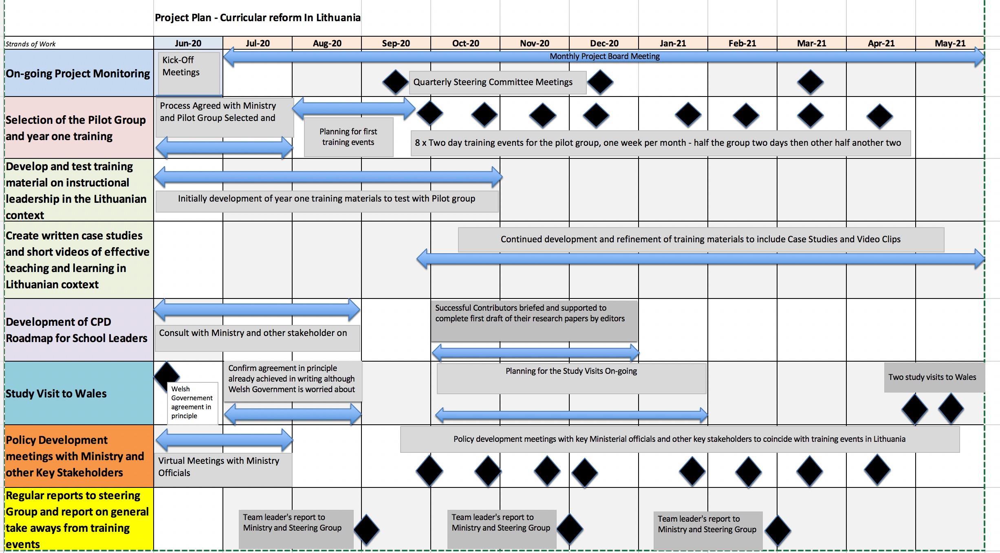 Project Plan - Curricular reform In Lithuania
Strands of Work
Jun-20
Jul-20
Aug-20
Sep-20
Oct-20
Nov-20
Dec-20
Jan-21
Feb-21
Mar-21
Apr-21
May-21
On-going Project Monitoring
Kick-Off
Meetings
Monthly Project Board Meeting
Quarterly Steering Committee Meetings
Selection of the Pilot Group
and year one training
Process Agreed with Ministry
and Pilot Group Selected and
Planning for first
training events
8 x Two day training events for the pilot group, one week per month - half the group two days then other half another two
Develop and test training
material on instructional
leadership in the Lithuanian
context
Initially development of year one training materials to test with Pilot group
Create written case studies
and short videos of effective
teaching and learning in
Lithuanian coxtext
Continued development and refinement of training materials to include Case Studies and Video Clips
Development of CPD
Roadmap for School Leaders
Consult with Ministry and other stakeholder on
Successful Contributors briefed and supported to
complete first draft of their research papers by editors
Study Visit to Wales
Welsh
Governement
agreement in
principle
Confirm agreement in principle
already achieved in writing although
Welsh Government is worried about
Planning for the Study Visits On-going
Two study visits to Wales
Policy Development
meetings with Ministry and
other Key Stakeholders
Virtual Meetings with Ministry
Officials
Policy development meetings with key Ministerial officials and other key stakeholders to coincide with training events in Lithuania
Regular reports to steering
Group and report on general
take aways from training
events
Team leader's report to
Ministry and Steering Group
Team leader's report to
Ministry and Steering Group
Team leader's report to
Ministry and Steering Group